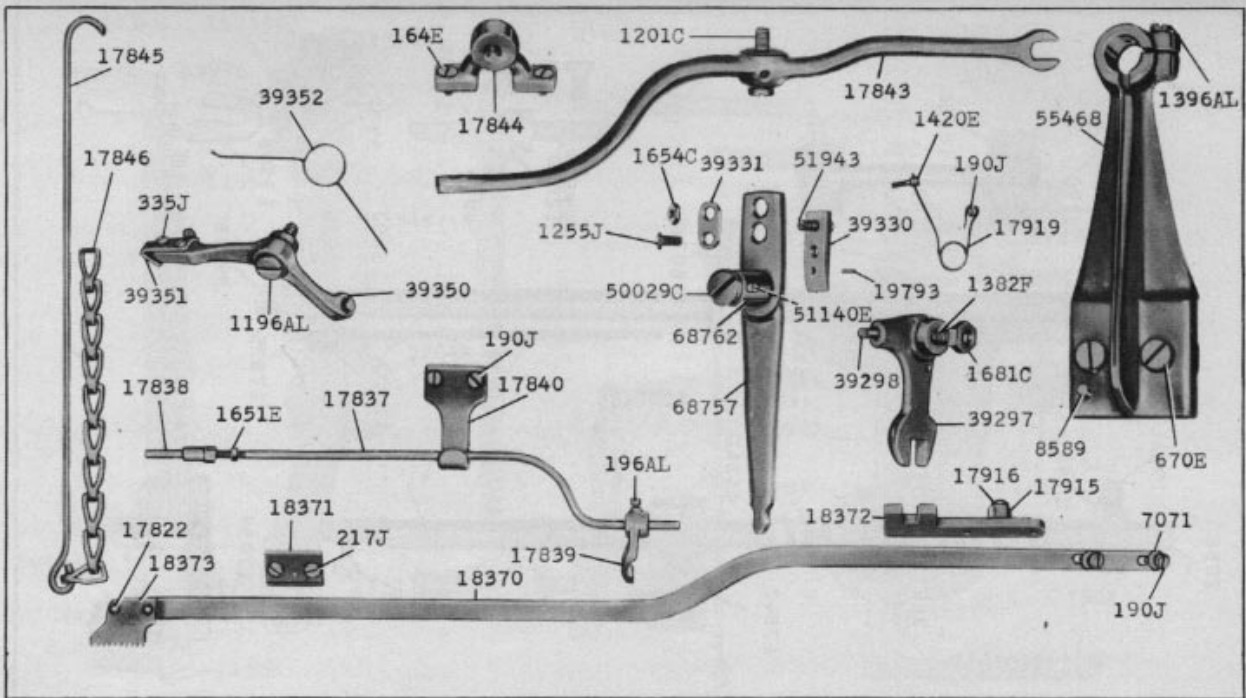 17845
164E
1201C
39352
17844
17843
1396AL
1420E
55468
17846
1654C
39331
51943
190J
335J
1255J
39330
17919
39351
39350
50029C
19793
1382F
1196AL
51140E
68762
190J
17838
17840
39298
1681C
1651E
17837
68757
39297
8589
670E
196AL
17916
17915
18371
18372
7071
17822
217J
17839
18373
18370
190J